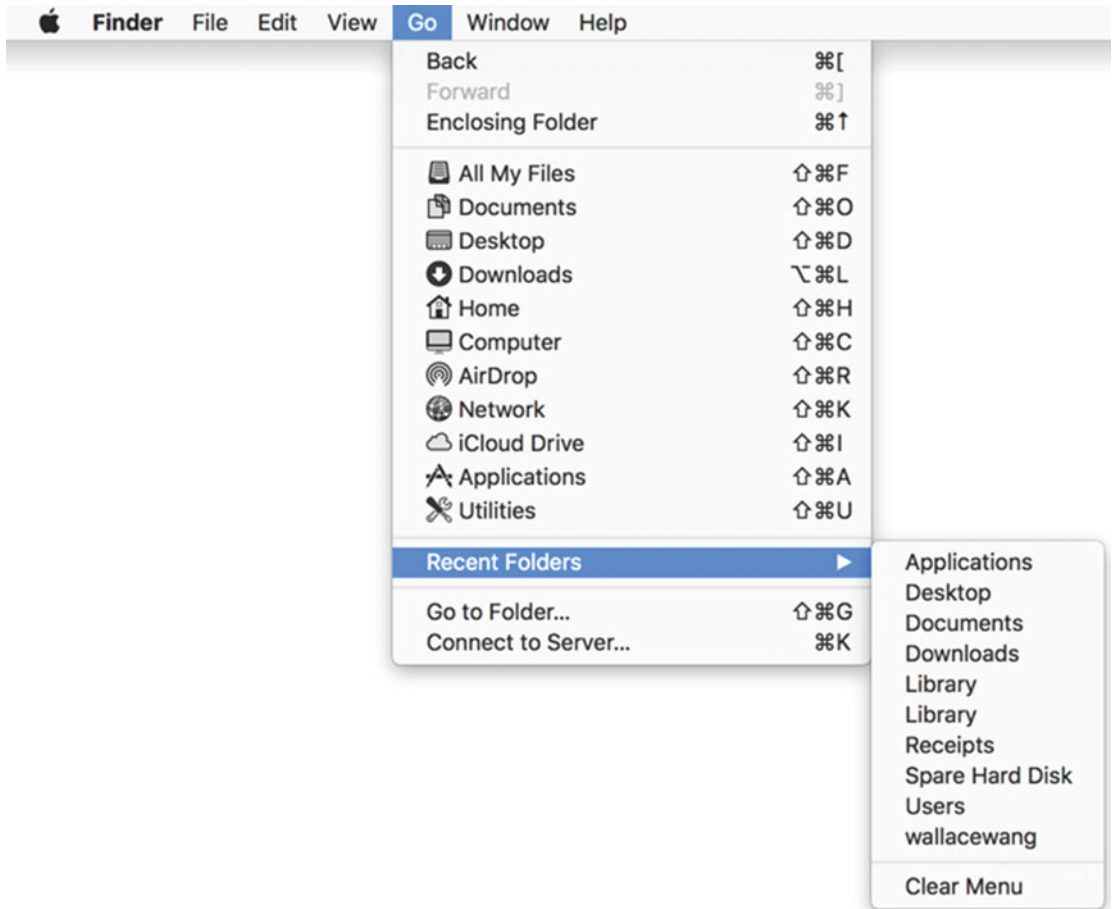 Finder File Edit View Go Window Help
Back ⌘[
Forward ⌘]
Enclosing Folder ⌘↑
All My Files ⇧⌘F
Documents ⇧⌘O
Desktop ⇧⌘D
Downloads ⌥⌘L
Home ⇧⌘H
Computer ⇧⌘C
AirDrop ⇧⌘R
Network ⇧⌘K
iCloud Drive ⇧⌘I
Applications ⇧⌘A
Utilities ⇧⌘U
Recent Folders ▶
Go to Folder... ⇧⌘G
Connect to Server... ⌘K
Applications
Desktop
Documents
Downloads
Library
Library
Receipts
Spare Hard Disk
Users
wallacewang
Clear Menu